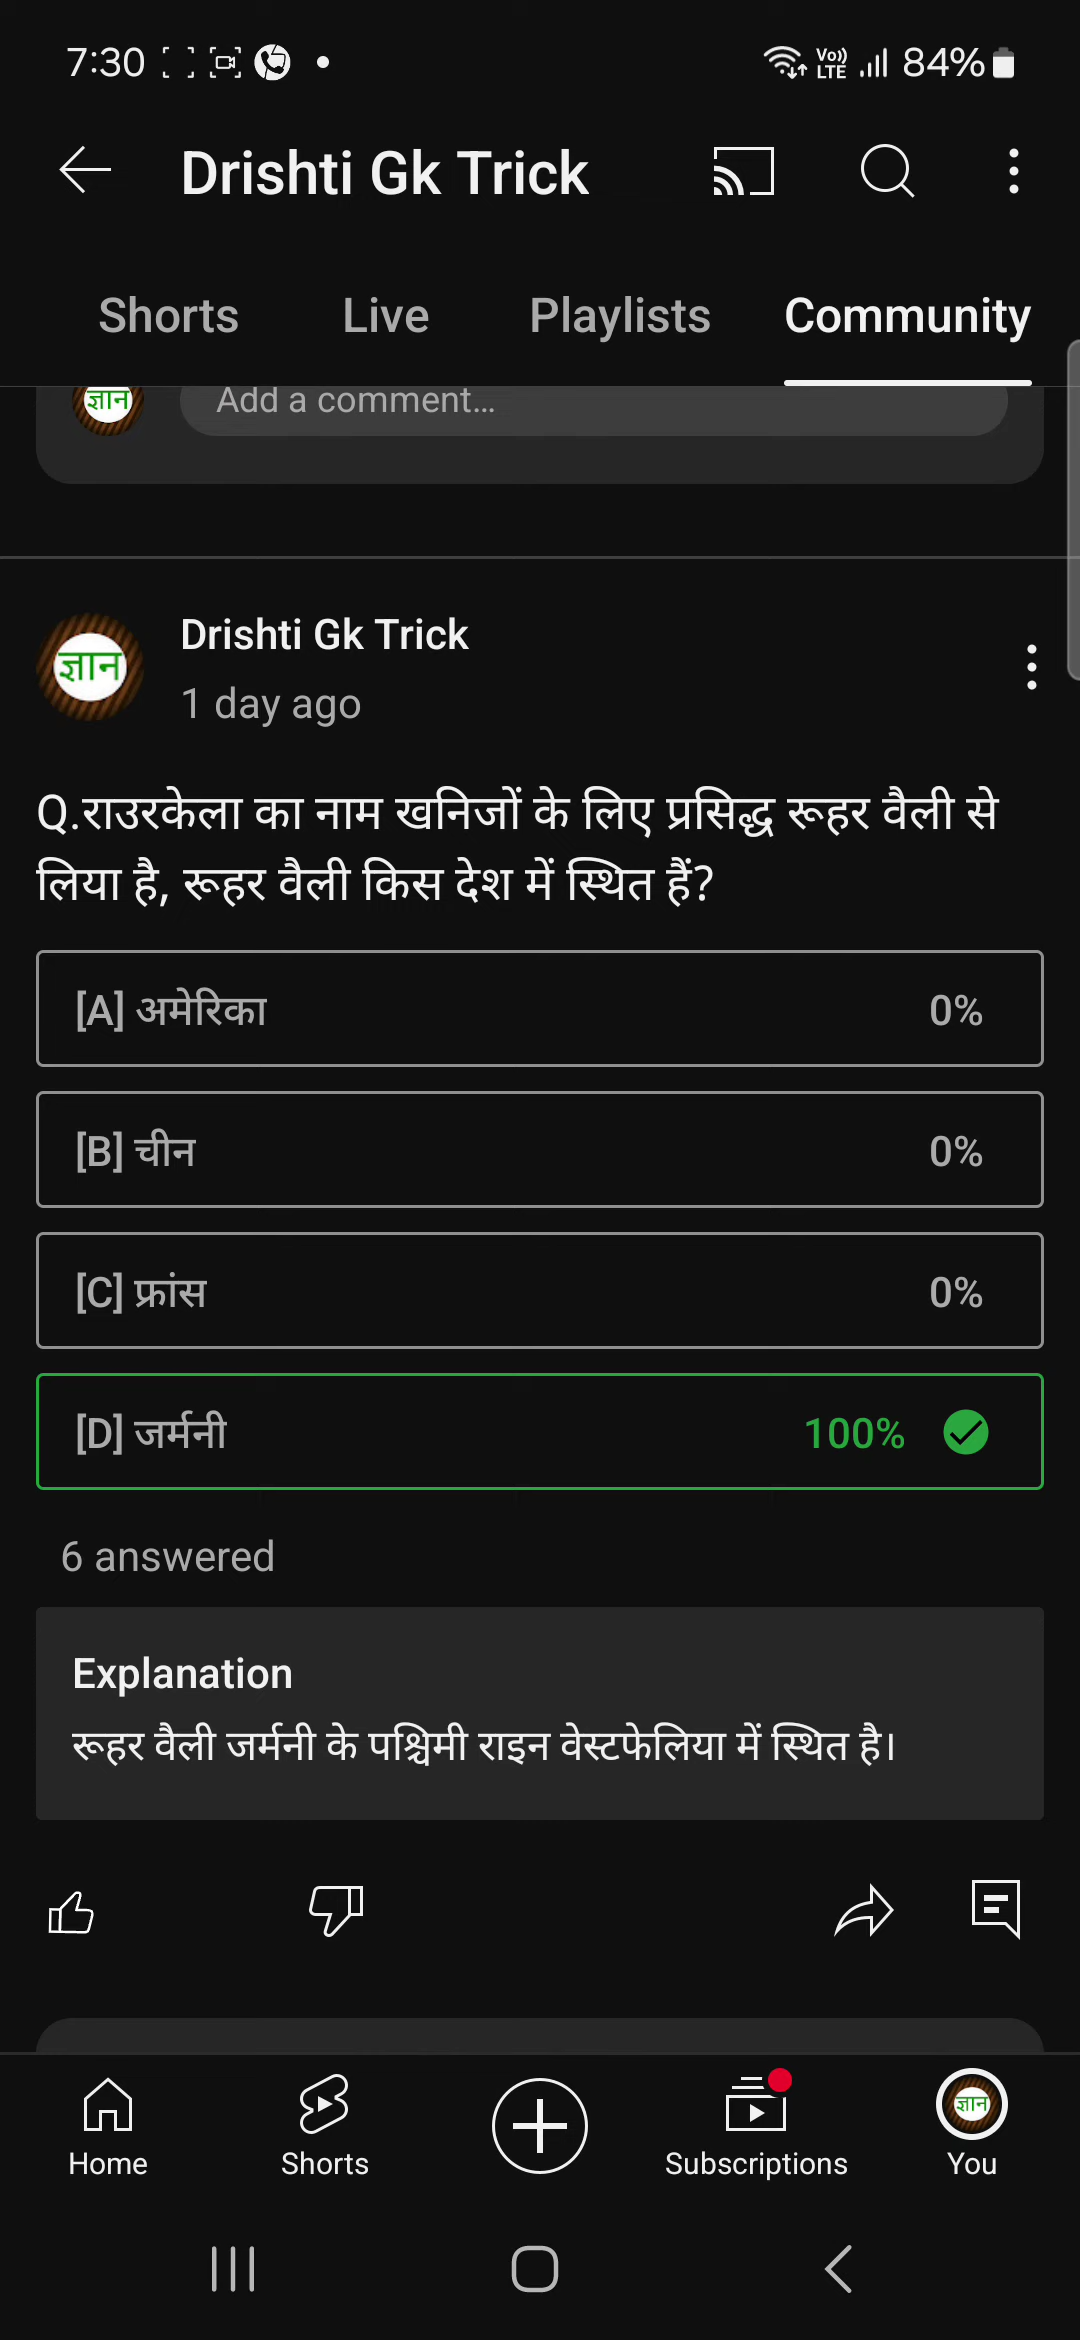 7:30 Vo)) LTE 84%
Drishti Gk Trick
Shorts Live Playlists Community
ज्ञान Add a comment...
Drishti Gk Trick
ज्ञान
1 day ago
Q.राउरकेला का नाम खनिजों के लिए प्रसिद्ध रूहर वैली से
लिया है, रूहर वैली किस देश में स्थित हैं?
[A] अमेरिका 0%
[B] चीन 0%
[C] फ्रांस 0%
[D] जर्मनी 100%
6 answered
Explanation
रूहर वैली जर्मनी के पश्चिमी राइन वेस्टफेलिया में स्थित है।
ज्ञान
Home Shorts Subscriptions You